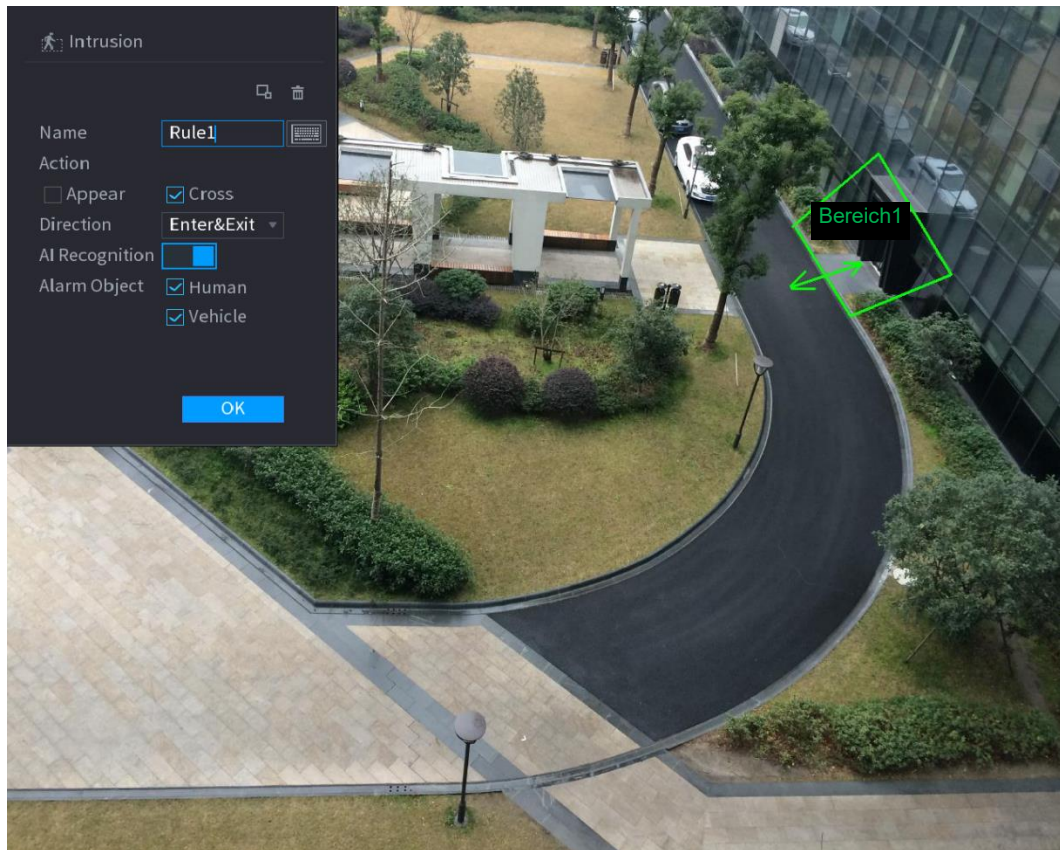 Intrusion
Name Rule1
Action
Appear Cross
Direction Enter&Exit
AI Recognition
Alarm Object Human
Vehicle
OK
Bereich1